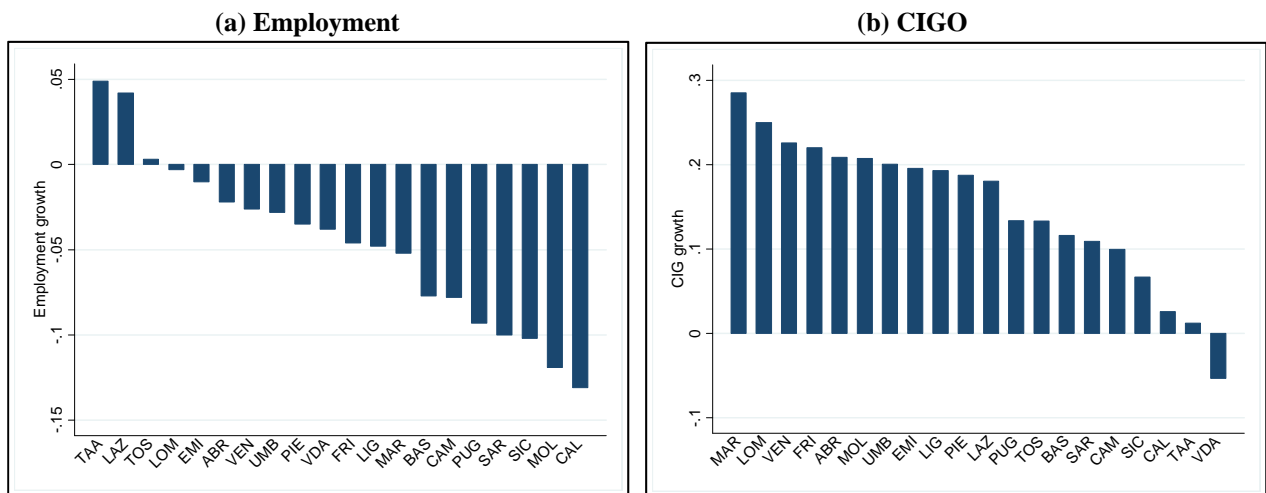 (a) Employment
Employment growth
.05
0
-.05
-.1
-.15
TAA LAZ TOS LOM EMI ABR VEN UMB PIE VDA FRI LIG MAR BAS CAM PUG SAR SIC MOL CAL
(b) CIGO
CIG growth
.3
.2
.1
0
-.1
MAR LOM VEN FRI ABR MOL UMB EMI LIG PIE LAZ PUG TOS BAS SAR CAM SIC CAL TAA VDA